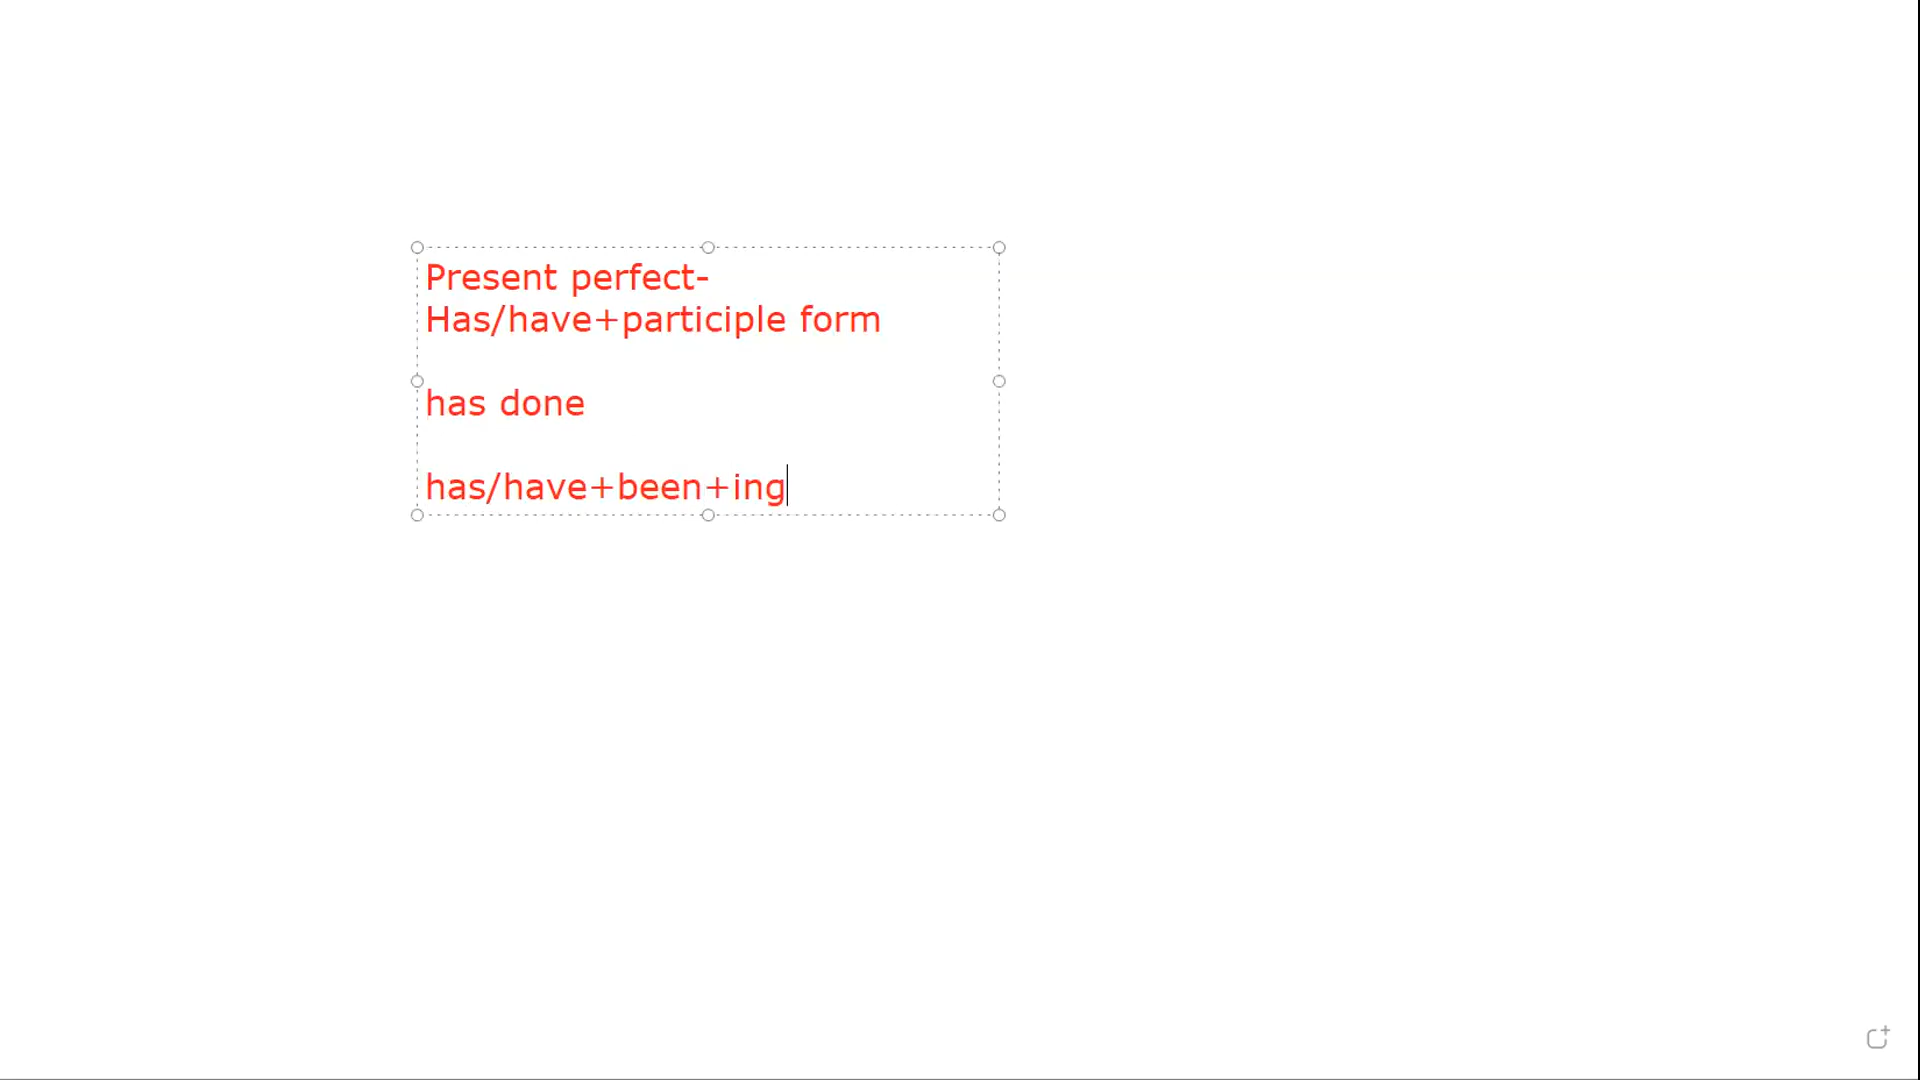 Present perfect-
Has/have+participle form
has done
has/have+been+ing